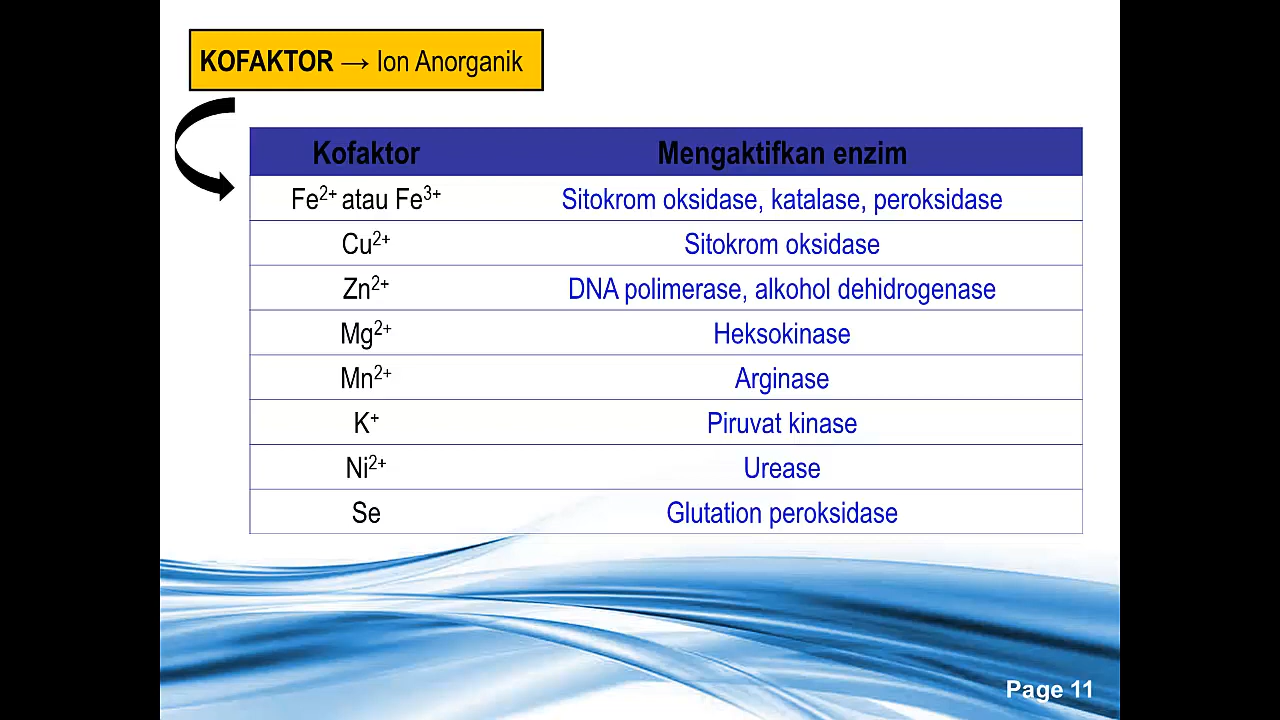 KOFAKTOR → Ion Anorganik
Kofaktor Mengaktifkan enzim
Fe²⁺ atau Fe³⁺ Sitokrom oksidase, katalase, peroksidase
Cu²⁺ Sitokrom oksidase
Zn²⁺ DNA polimerase, alkohol dehidrogenase
Mg²⁺ Heksokinase
Mn²⁺ Arginase
K⁺ Piruvat kinase
Ni²⁺ Urease
Se Glutation peroksidase
Page 11